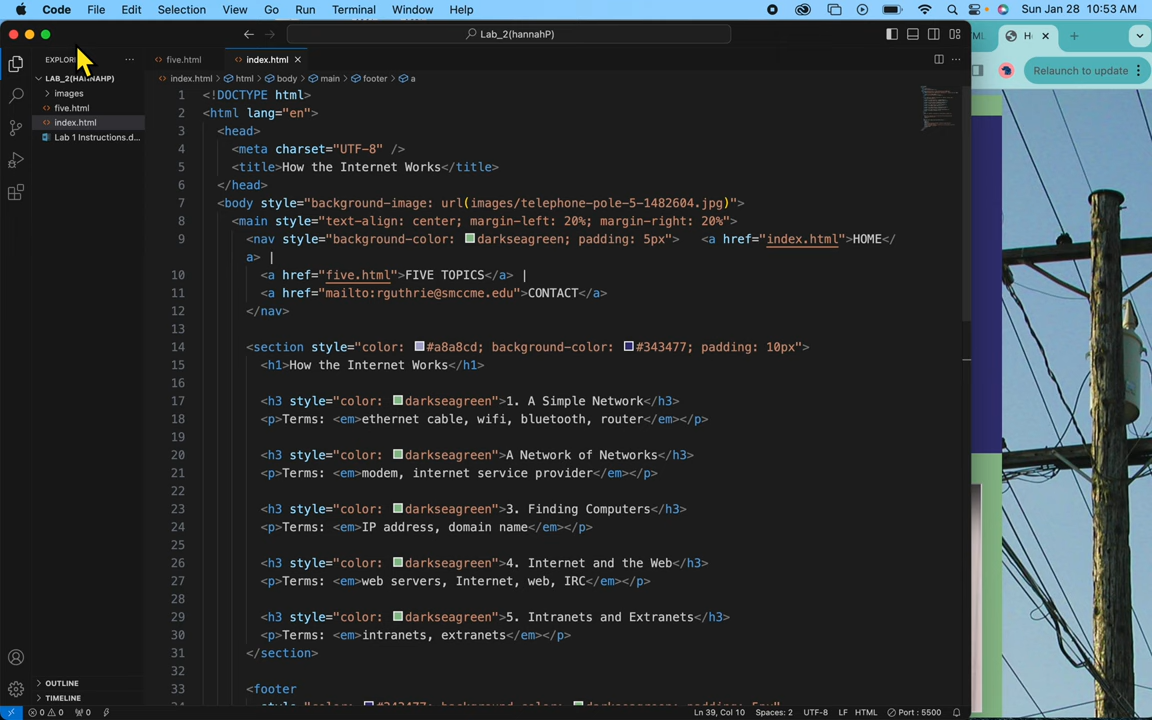 Code File Edit Selection View Go Run Terminal Window Help Sun Jan 28 10:53 AM
Lab_2(hannahP)
Relaunch to update
five.html
index.html
index.html > html > body > main > footer > a
LAB_2(HANNAHP)
images
five.html
index.html
Lab 1 Instructions.d...
1 <!DOCTYPE html>
2 <html lang="en">
3 <head>
4 <meta charset="UTF-8" />
5 <title>How the Internet Works</title>
6 </head>
7 <body style="background-image: url(images/telephone-pole-5-1482604.jpg)">
8 <main style="text-align: center; margin-left: 20%; margin-right: 20%">
9 <nav style="background-color: darkseagreen; padding: 5px"> <a href="index.html">HOME</
a> |
10 <a href="five.html">FIVE TOPICS</a> |
11 <a href="mailto:rguthrie@smccme.edu">CONTACT</a>
12 </nav>
13
14 <section style="color: #a8a8cd; background-color: #343477; padding: 10px">
15 <h1>How the Internet Works</h1>
16
17 <h3 style="color: darkseagreen">1. A Simple Network</h3>
18 <p>Terms: <em>ethernet cable, wifi, bluetooth, router</em></p>
19
20 <h3 style="color: darkseagreen">A Network of Networks</h3>
21 <p>Terms: <em>modem, internet service provider</em></p>
22
23 <h3 style="color: darkseagreen">3. Finding Computers</h3>
24 <p>Terms: <em>IP address, domain name</em></p>
25
26 <h3 style="color: darkseagreen">4. Internet and the Web</h3>
27 <p>Terms: <em>web servers, Internet, web, IRC</em></p>
28
29 <h3 style="color: darkseagreen">5. Intranets and Extranets</h3>
30 <p>Terms: <em>intranets, extranets</em></p>
31 </section>
32
33 <footer
OUTLINE
TIMELINE
0 0 0 Ln 39, Col 10 Spaces: 2 UTF-8 LF HTML Port : 5500